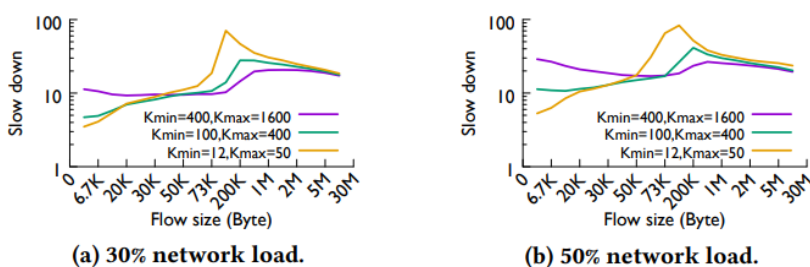 100
10
1
Slow down
Kmin=400,Kmax=1600
Kmin=100,Kmax=400
Kmin=12,Kmax=50
0 6.7K 20K 30K 50K 73K 200K 1M 2M 5M 30M
Flow size (Byte)
(a) 30% network load.
100
10
1
Slow down
Kmin=400,Kmax=1600
Kmin=100,Kmax=400
Kmin=12,Kmax=50
0 6.7K 20K 30K 50K 73K 200K 1M 2M 5M 30M
Flow size (Byte)
(b) 50% network load.